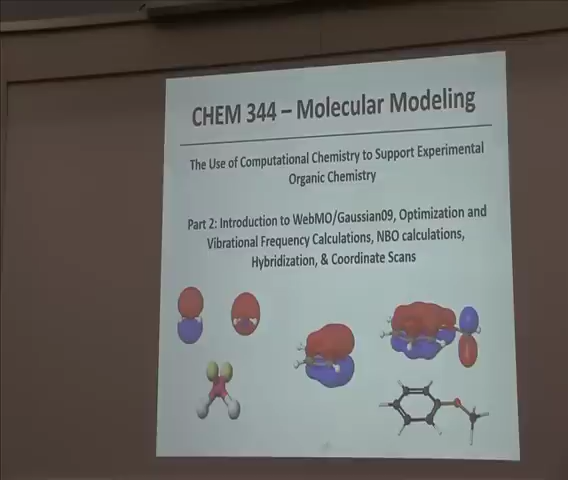 CHEM 344 – Molecular Modeling
The Use of Computational Chemistry to Support Experimental
Organic Chemistry
Part 2: Introduction to WebMO/Gaussian09, Optimization and
Vibrational Frequency Calculations, NBO calculations,
Hybridization, & Coordinate Scans